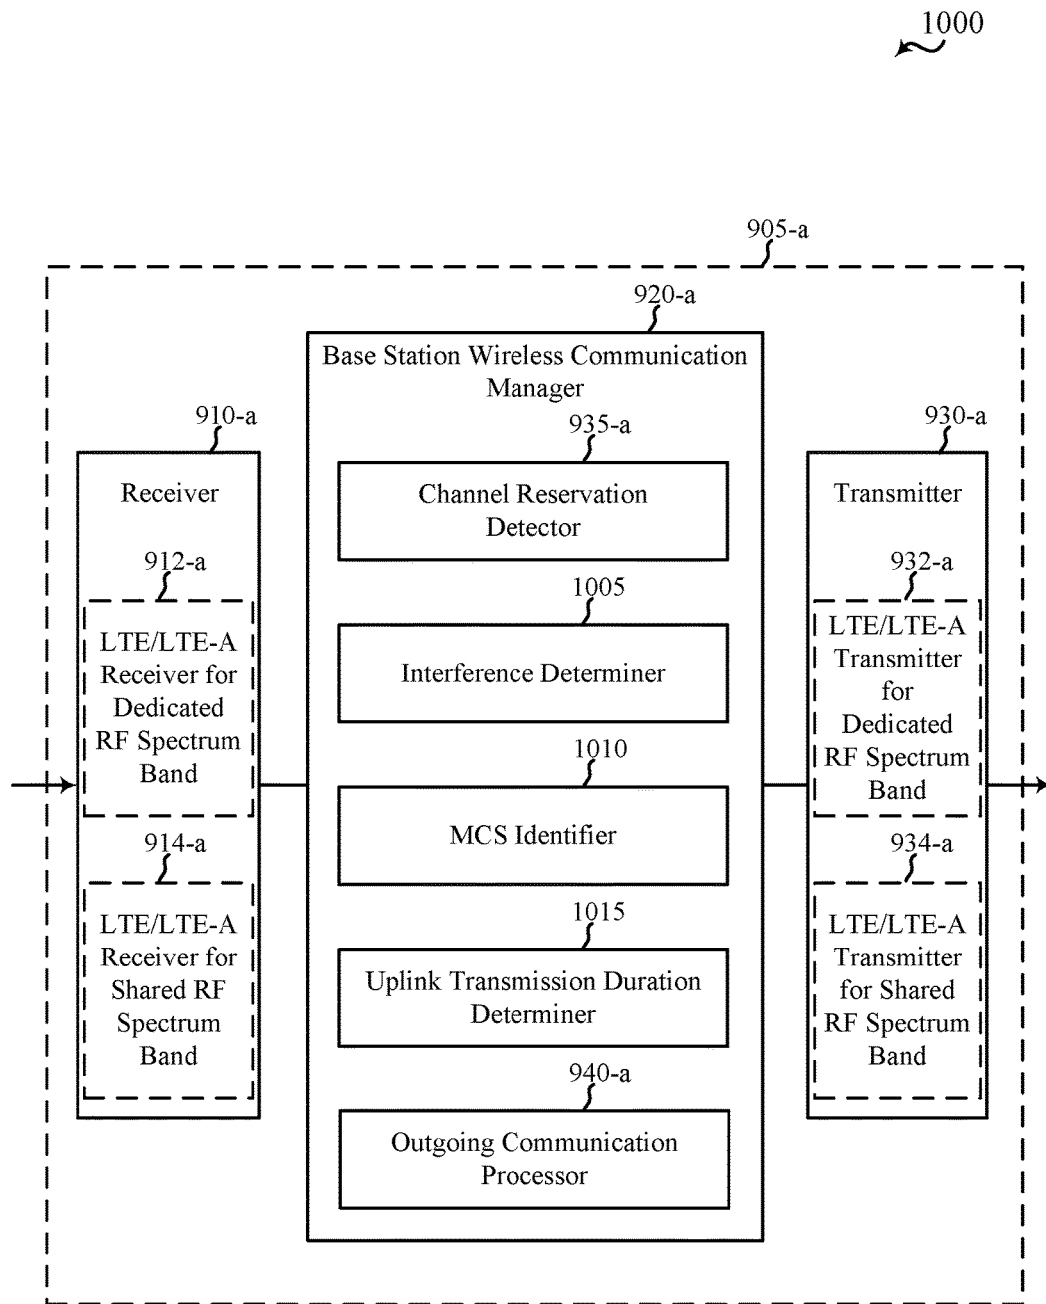 1000
905-a
920-a
Base Station Wireless Communication
Manager
910-a
Receiver
912-a
LTE/LTE-A
Receiver for
Dedicated
RF Spectrum
Band
914-a
LTE/LTE-A
Receiver for
Shared RF
Spectrum
Band
935-a
Channel Reservation
Detector
1005
Interference Determiner
1010
MCS Identifier
1015
Uplink Transmission Duration
Determiner
940-a
Outgoing Communication
Processor
930-a
Transmitter
932-a
LTE/LTE-A
Transmitter
for
Dedicated
RF Spectrum
Band
934-a
LTE/LTE-A
Transmitter
for Shared
RF Spectrum
Band